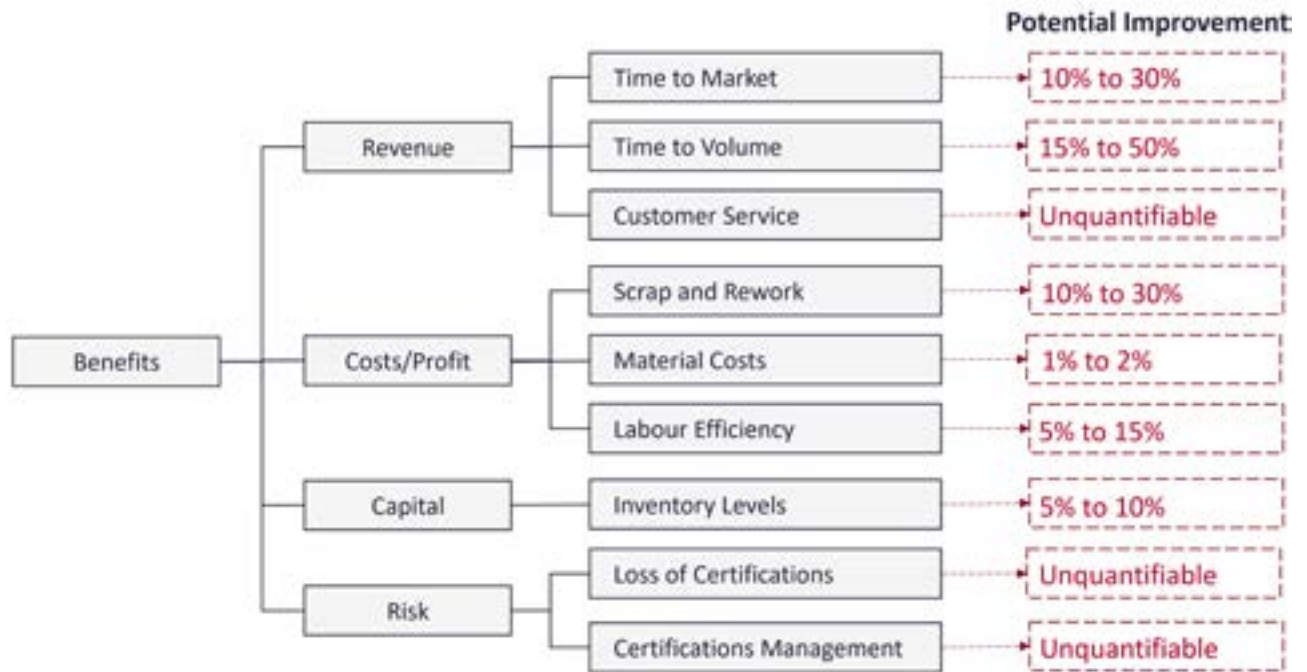 Potential Improvement:
Time to Market
10% to 30%
Revenue
Time to Volume
15% to 50%
Customer Service
Unquantifiable
Scrap and Rework
10% to 30%
Benefits
Costs/Profit
Material Costs
1% to 2%
Labour Efficiency
5% to 15%
Capital
Inventory Levels
5% to 10%
Loss of Certifications
Unquantifiable
Risk
Certifications Management
Unquantifiable